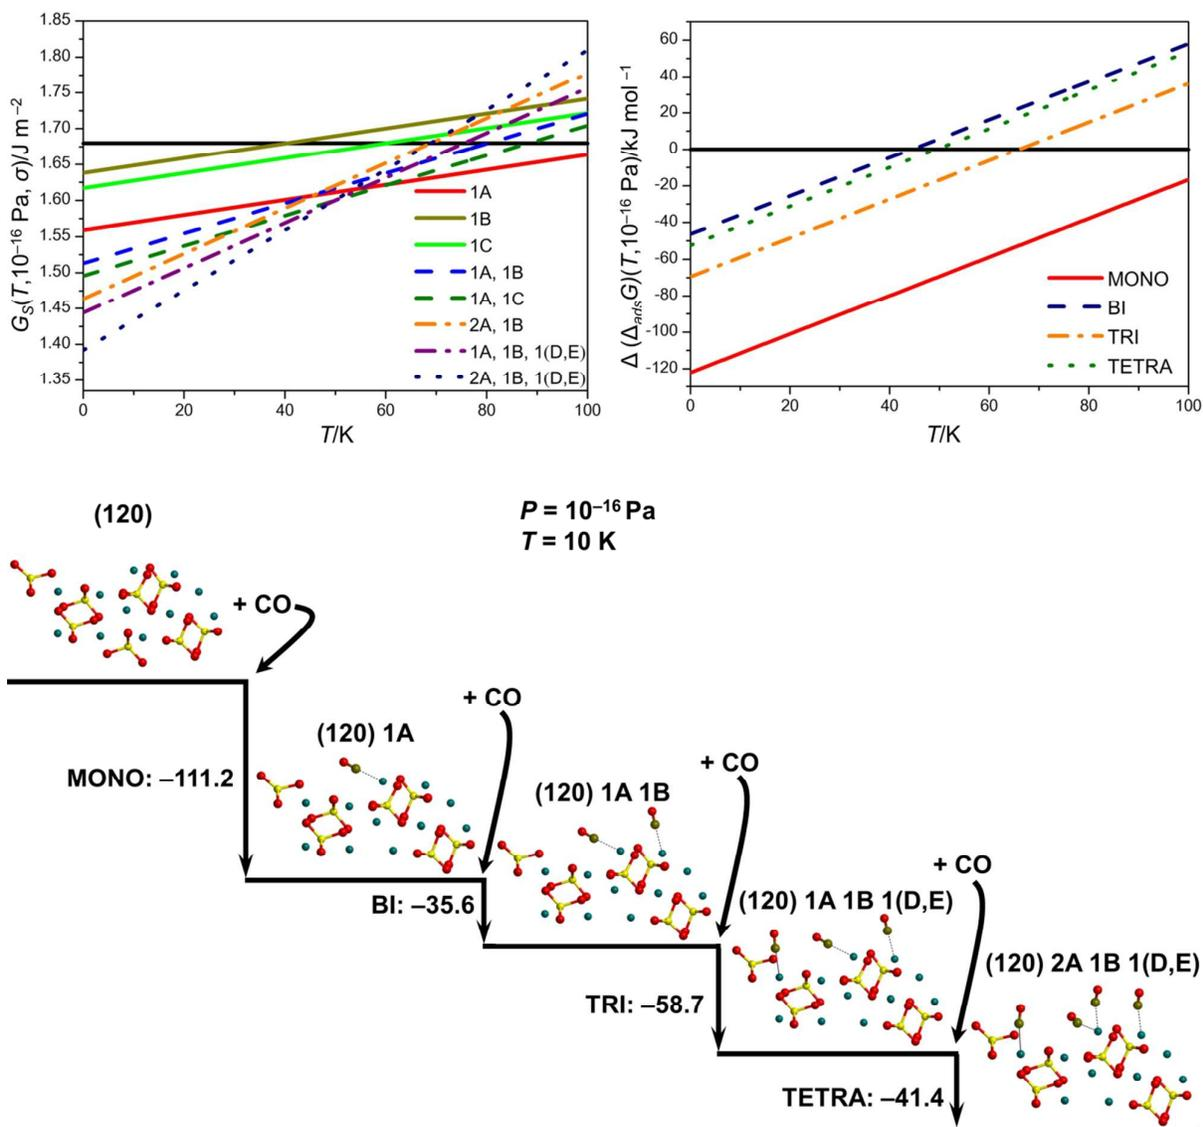 1.85
1.80
1.75
1.70
1.65
1.60
1.55
1.50
1.45
1.40
1.35
G_S(T,10⁻¹⁶ Pa, σ)/J m⁻²
0 20 40 60 80 100
T/K
1A
1B
1C
1A, 1B
1A, 1C
2A, 1B
1A, 1B, 1(D,E)
2A, 1B, 1(D,E)
60
40
20
0
-20
-40
-60
-80
-100
-120
Δ (Δ_adsG)(T,10⁻¹⁶ Pa)/kJ mol⁻¹
0 20 40 60 80 100
T/K
MONO
BI
TRI
TETRA
P = 10⁻¹⁶ Pa
T = 10 K
(120)
+ CO
MONO: −111.2
(120) 1A
+ CO
BI: −35.6
(120) 1A 1B
+ CO
TRI: −58.7
(120) 1A 1B 1(D,E)
+ CO
TETRA: −41.4
(120) 2A 1B 1(D,E)